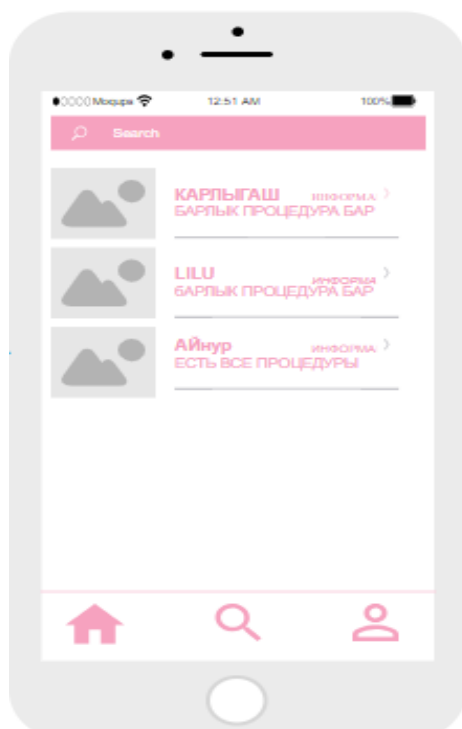 Moqups 12:51 AM 100%
Search
КАРЛЫГАШ ИНФОРМА
БАРЛЫК ПРОЦЕДУРА БАР
LILU ИНФОРМА
бАРЛЫК ПРОЦЕДУРА БАР
АЙнур ИНФОРМА
ЕСТЬ ВСЕ ПРОЦЕДУРЫ